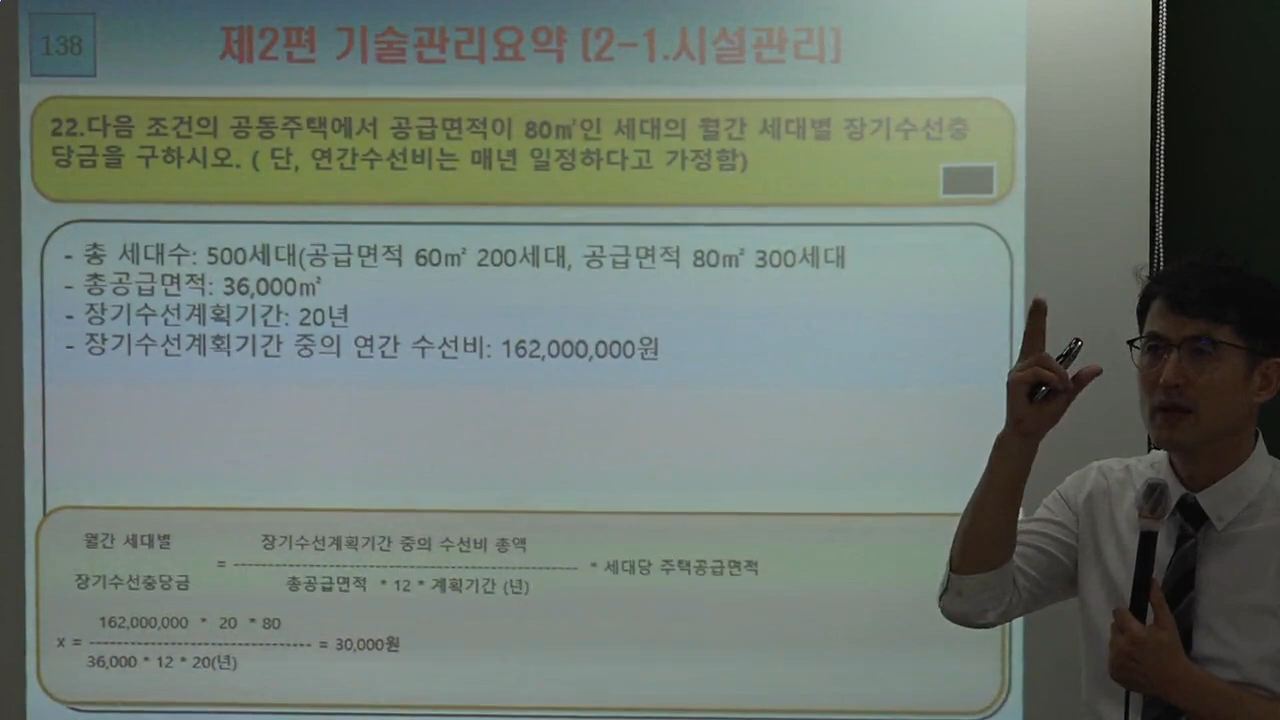 138
제2편 기술관리요약 [2-1.시설관리]
22.다음 조건의 공동주택에서 공급면적이 80㎡인 세대의 월간 세대별 장기수선충
당금을 구하시오. ( 단, 연간수선비는 매년 일정하다고 가정함)
- 총 세대수: 500세대(공급면적 60㎡ 200세대, 공급면적 80㎡ 300세대
- 총공급면적: 36,000㎡
- 장기수선계획기간: 20년
- 장기수선계획기간 중의 연간 수선비: 162,000,000원
월간 세대별 장기수선계획기간 중의 수선비 총액
= ---------------------------------------- * 세대당 주택공급면적
장기수선충당금 총공급면적 * 12 * 계획기간 (년)
162,000,000 * 20 * 80
x = -------------------------- = 30,000원
36,000 * 12 * 20(년)